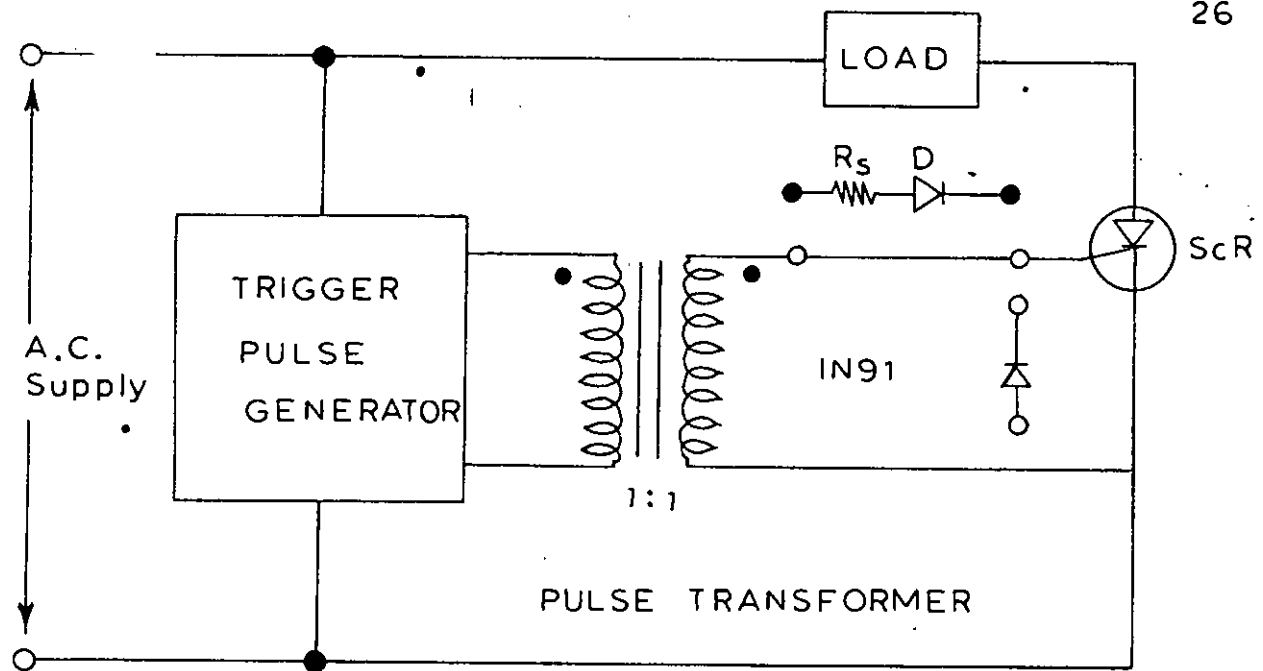 26
LOAD
Rs D
ScR
TRIGGER
PULSE
GENERATOR
A.C.
Supply
IN91
1:1
PULSE TRANSFORMER